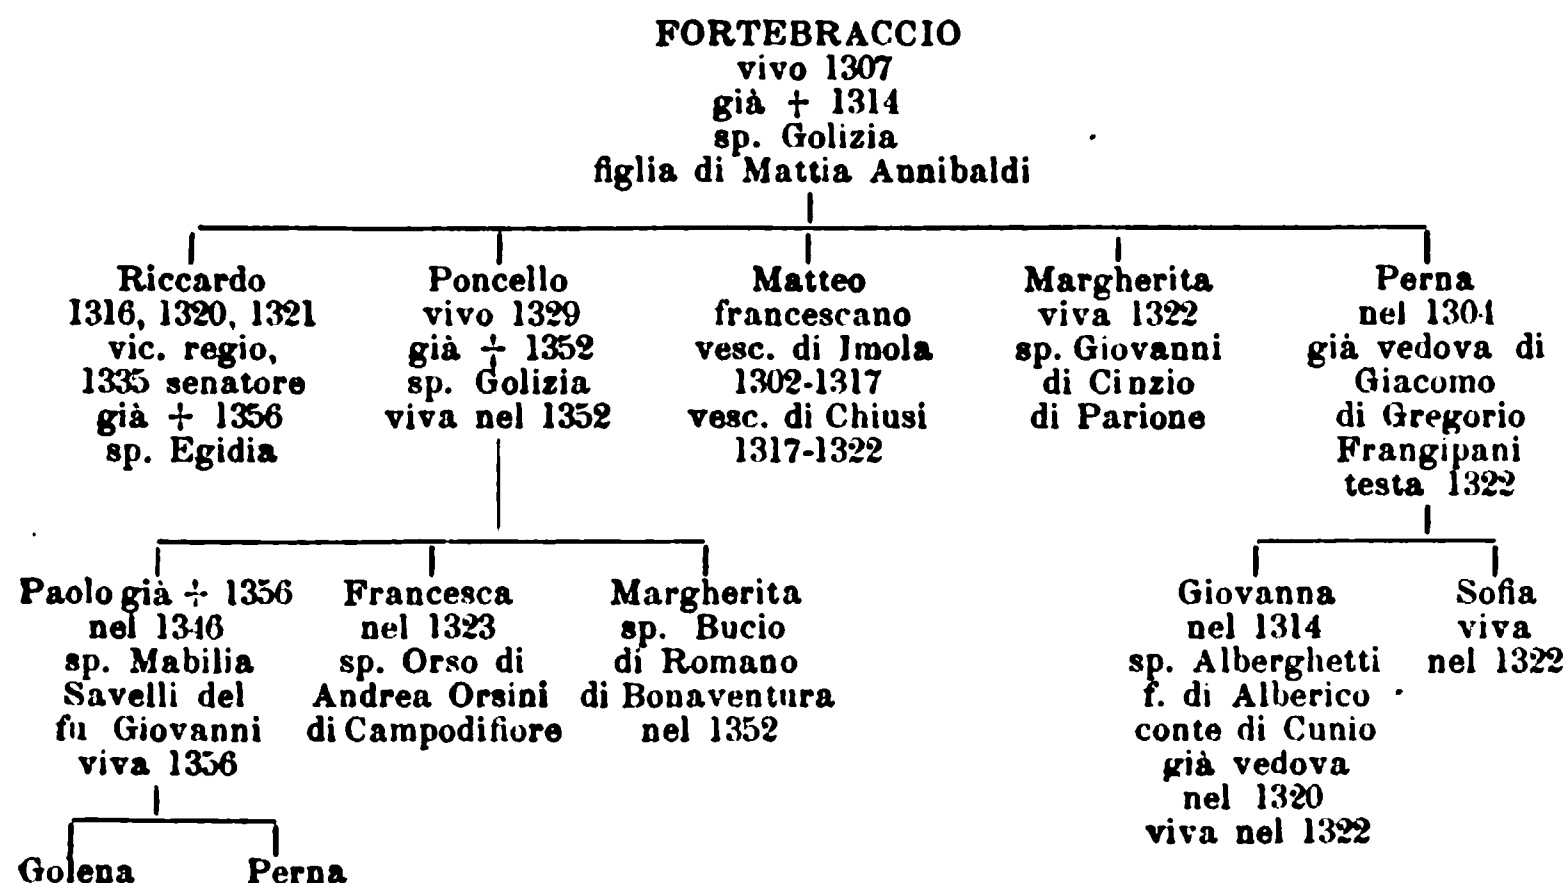 FORTEBRACCIO
vivo 1307
già + 1314
sp. Golizia
figlia di Mattia Annibaldi
Riccardo
1316, 1320, 1321
vic. regio,
1335 senatore
già + 1356
sp. Egidia
Poncello
vivo 1329
già + 1352
sp. Golizia
viva nel 1352
Matteo
francescano
vesc. di Imola
1302-1317
vesc. di Chiusi
1317-1322
Margherita
viva 1322
sp. Giovanni
di Cinzio
di Parione
Perna
nel 1304
già vedova di
Giacomo
di Gregorio
Frangipani
testa 1322
Paolo già + 1356
nel 1346
sp. Mabilia
Savelli del
fu Giovanni
viva 1356
Francesca
nel 1323
sp. Orso di
Andrea Orsini
di Campodifiore
Margherita
sp. Bucio
di Romano
di Bonaventura
nel 1352
Giovanna
nel 1314
sp. Alberghetti
f. di Alberico
conte di Cunio
già vedova
nel 1320
viva nel 1322
Sofia
viva
nel 1322
Golena
Perna